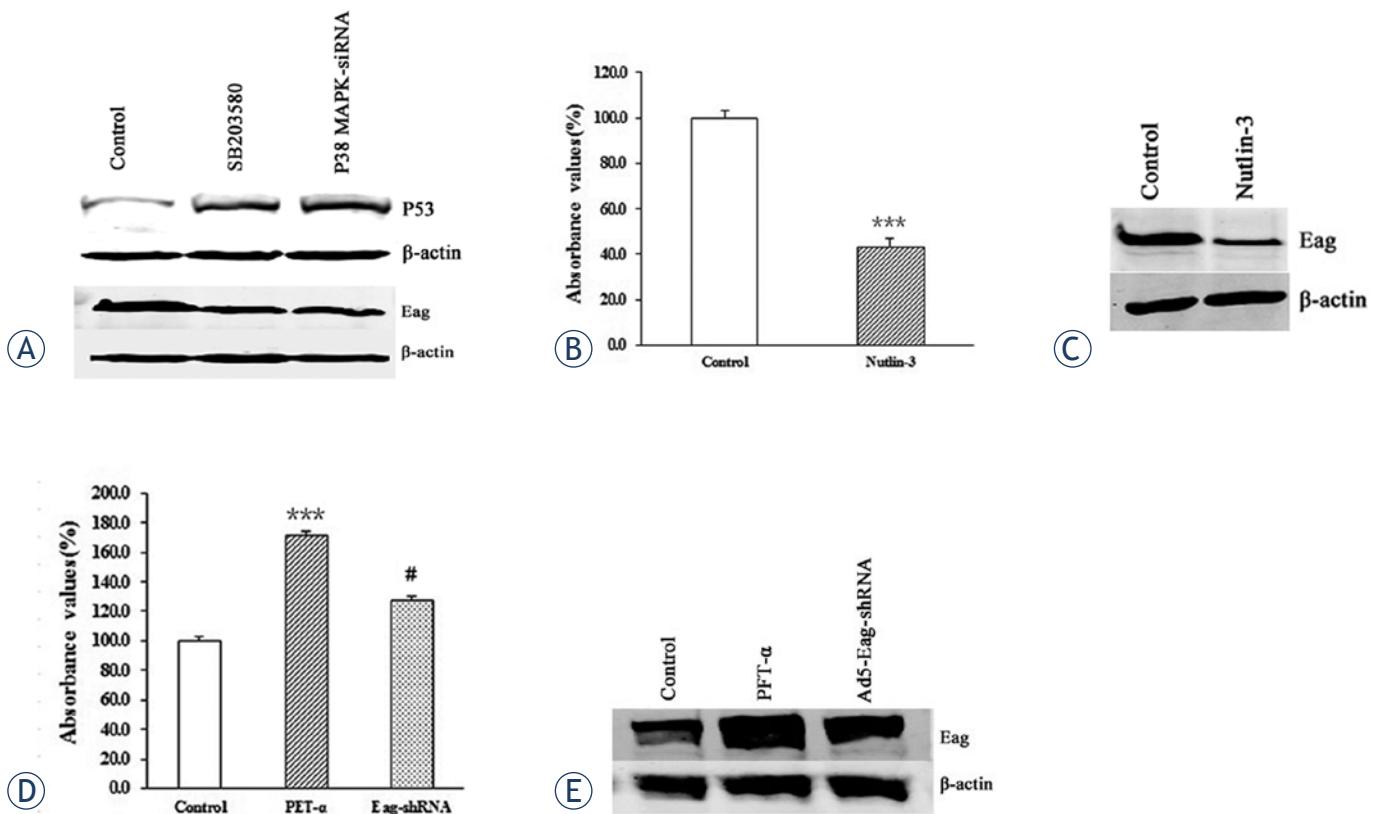 Control
SB203580
P38 MAPK-siRNA
P53
β-actin
Eag
β-actin
A
Absorbance values(%)
120.0
100.0
80.0
60.0
40.0
20.0
0.0
***
Control
Nutlin-3
B
Control
Nutlin-3
Eag
β-actin
C
Absorbance values(%)
200.0
180.0
160.0
140.0
120.0
100.0
80.0
60.0
40.0
20.0
0.0
***
#
Control
PET-α
Eag-shRNA
D
Control
PFT-α
Ad5-Eag-shRNA
Eag
β-actin
E